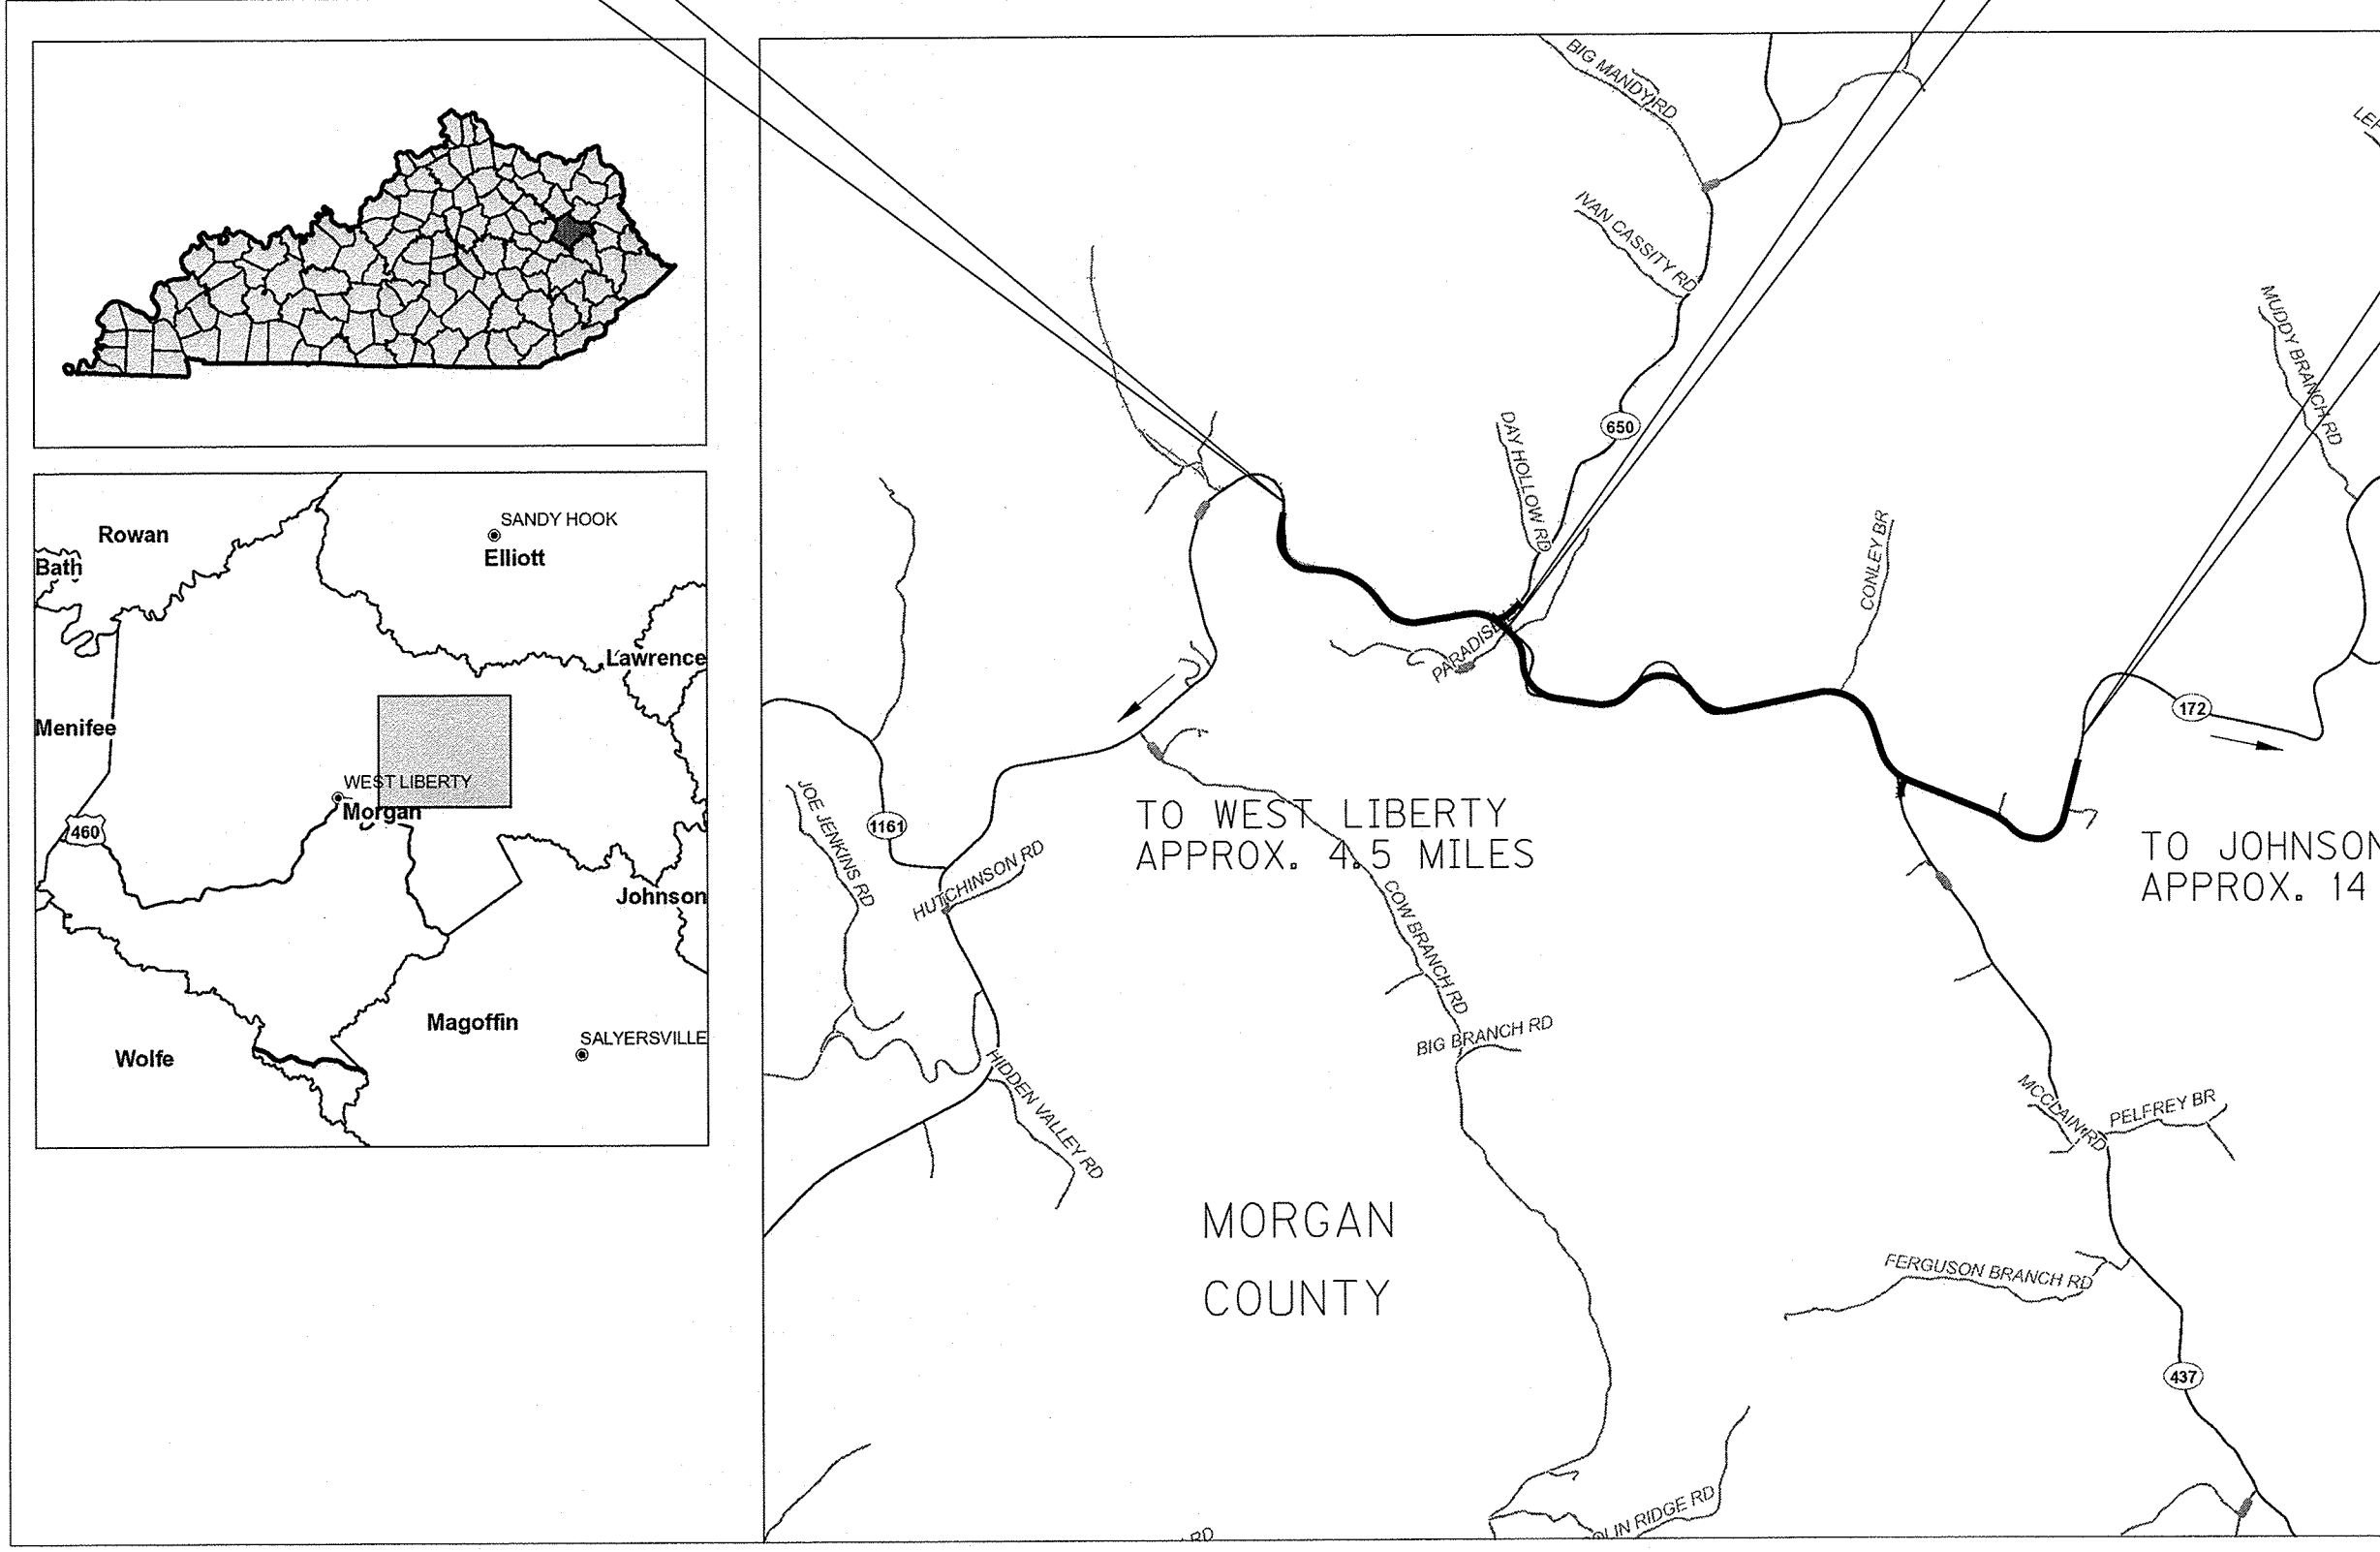 Rowan
SANDY HOOK
Elliott
Bath
Lawrence
Menifee
WEST LIBERTY
Morgan
460
Johnson
Magoffin
SALYERSVILLE
Wolfe
BIG MANDY RD
IVAN CASSITY RD
650
DAY HOLLOW RD
MUDDY BRANCH RD
CONLEY BR
PARADISE
172
JOE JENKINS RD
1161
HUTCHINSON RD
TO WEST LIBERTY
APPROX. 4.5 MILES
TO JOHNSON
APPROX. 14
COW BRANCH RD
BIG BRANCH RD
HIDDEN VALLEY RD
MCCLAIN RD
PELFREY BR
MORGAN
COUNTY
FERGUSON BRANCH RD
437
OLIN RIDGE RD
RD